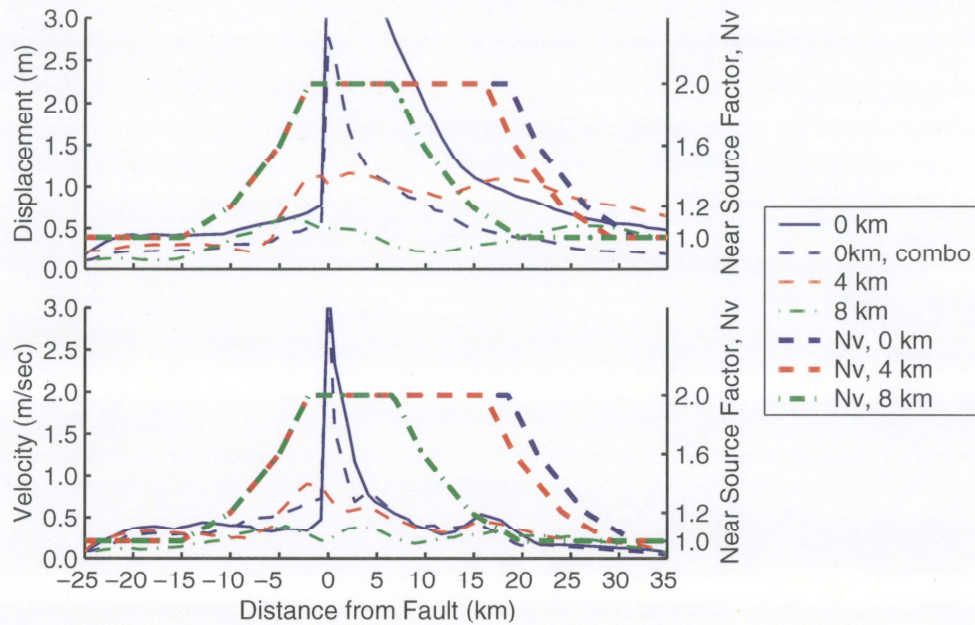 3.0
2.5
2.0
1.5
1.0
0.5
0.0
Displacement (m)
2.0
1.6
1.2
1.0
Near Source Factor, Nv
3.0
2.5
2.0
1.5
1.0
0.5
0.0
Velocity (m/sec)
2.0
1.6
1.2
1.0
Near Source Factor, Nv
−25 −20 −15 −10 −5 0 5 10 15 20 25 30 35
Distance from Fault (km)
0 km
0km, combo
4 km
8 km
Nv, 0 km
Nv, 4 km
Nv, 8 km